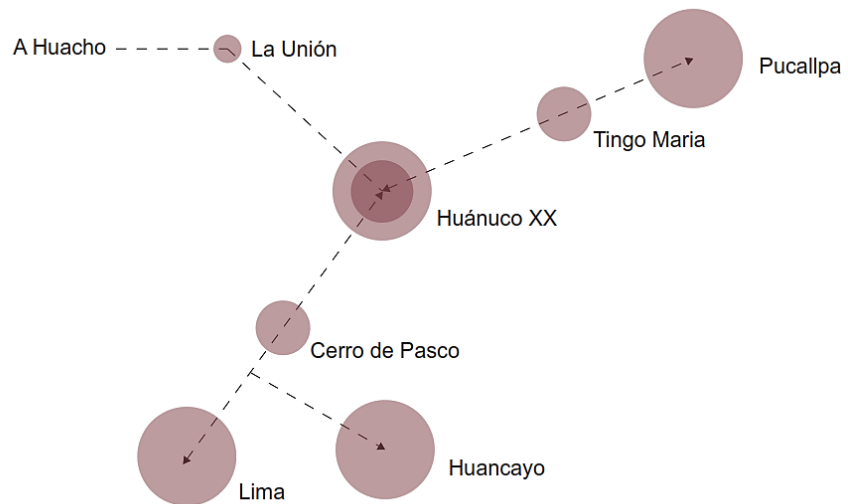 A Huacho
La Unión
Pucallpa
Tingo Maria
Huánuco XX
Cerro de Pasco
Huancayo
Lima